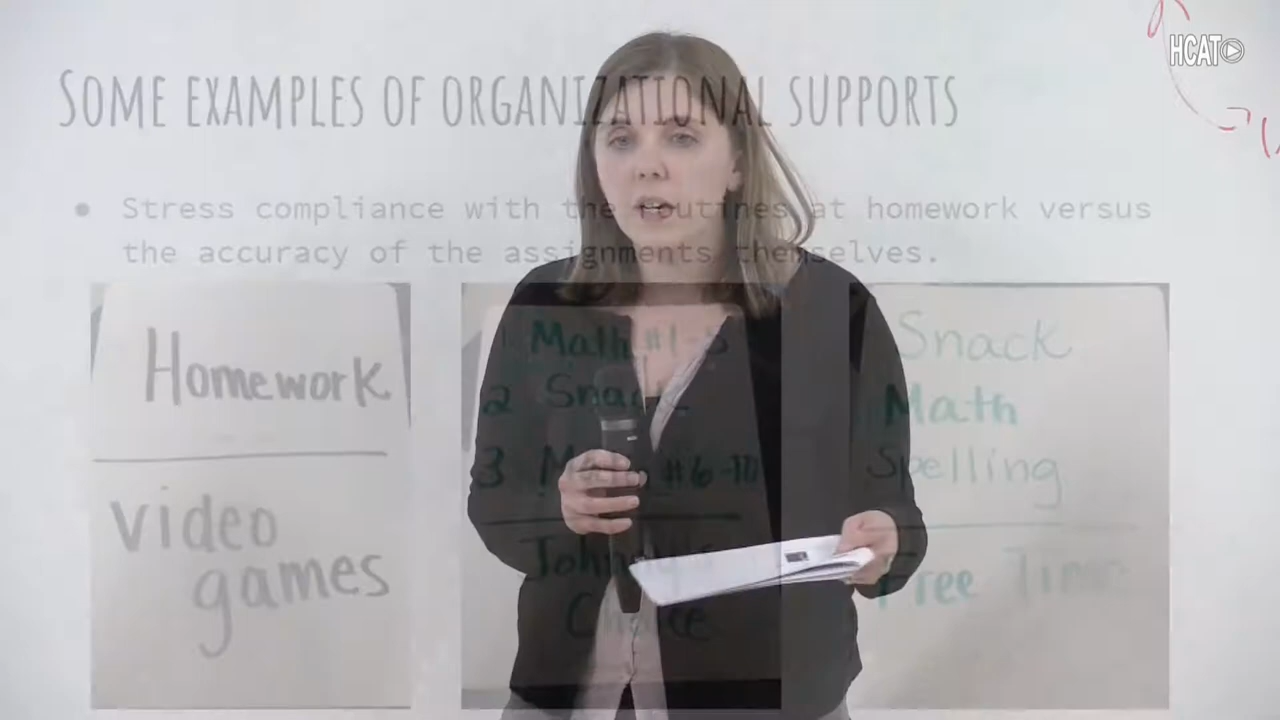 HCAT
SOME EXAMPLES OF ORGANIZATIONAL SUPPORTS
• Stress compliance with the routines at homework versus
the accuracy of the assignments themselves.
Homework
video
games
1 Math #1-5
2 Snack
3 Math #6-10
Johnny's
Choice
Snack
Math
Spelling
Free Time